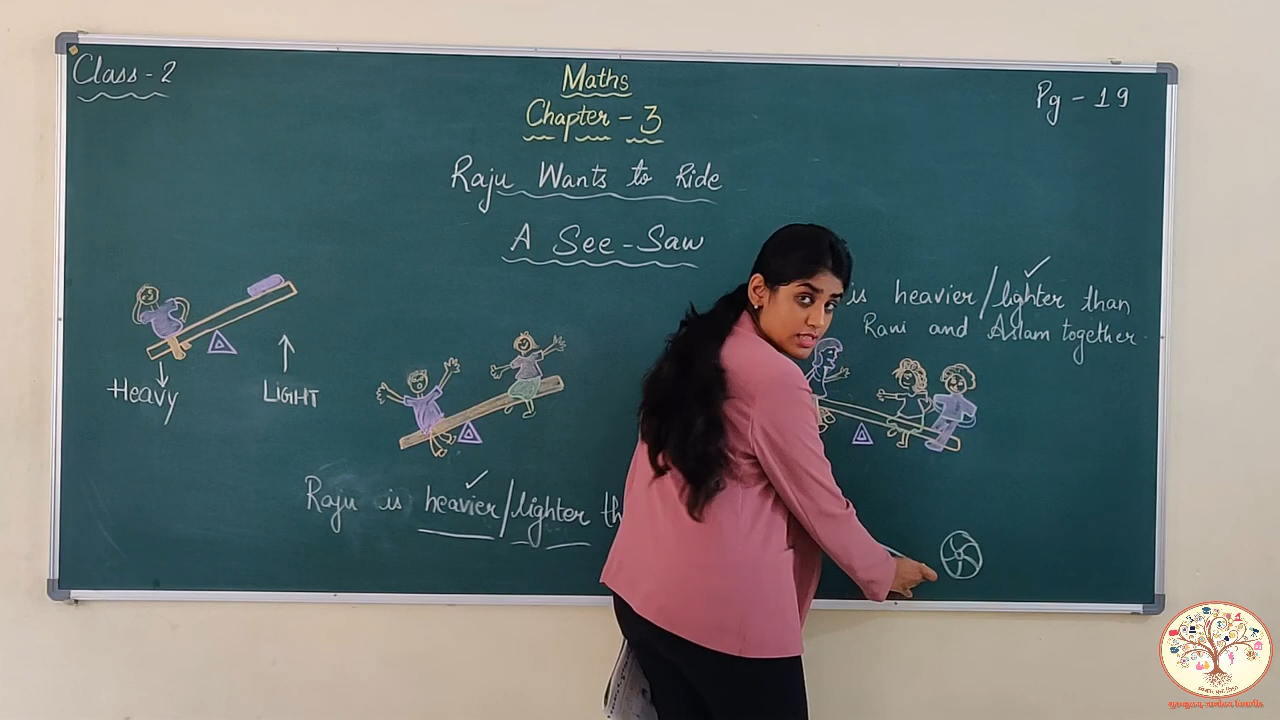 Class - 2
Maths
Pg - 19
Chapter - 3
Raju Wants to Ride
A See-Saw
is heavier/lighter than
Rani and Aslam together.
HEAVY
LIGHT
Raju is heavier/lighter th